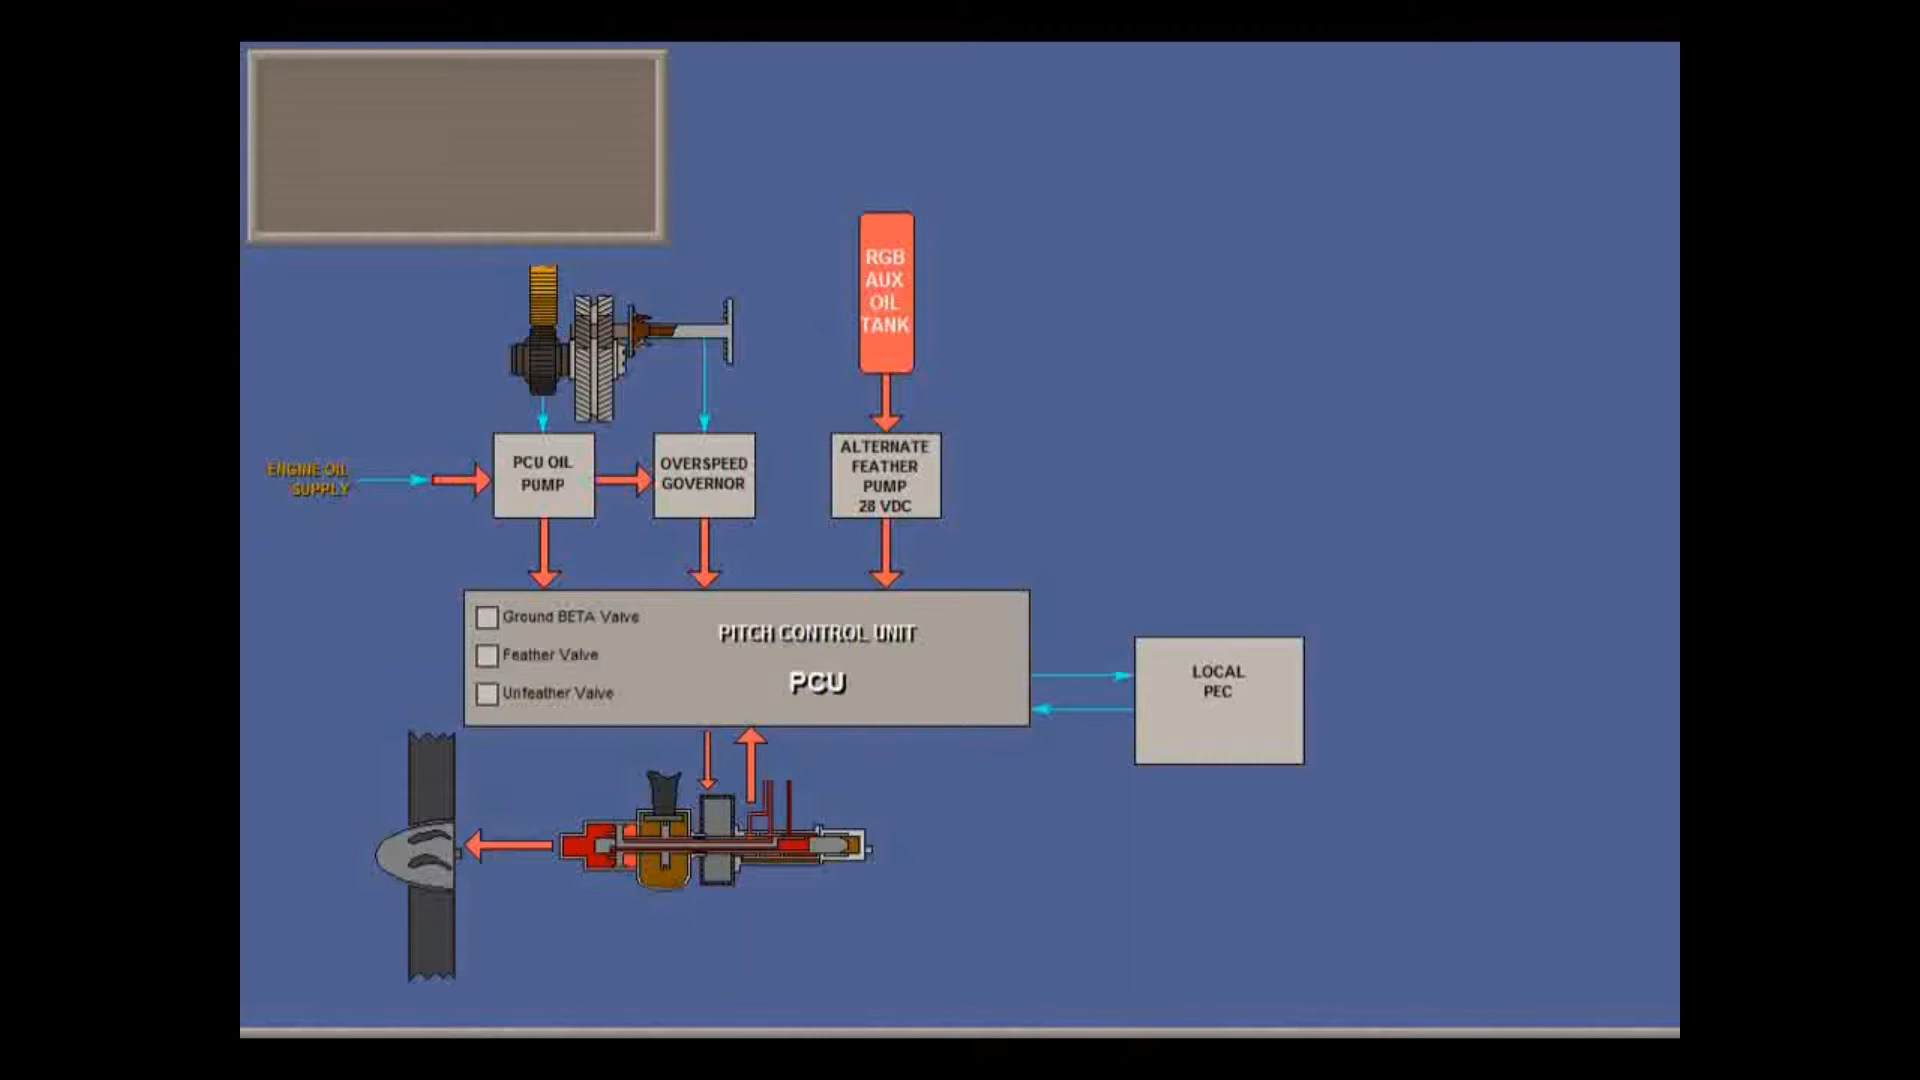 RGB
AUX
OIL
TANK
ENGINE OIL
SUPPLY
PCU OIL
PUMP
OVERSPEED
GOVERNOR
ALTERNATE
FEATHER
PUMP
28 VDC
Ground BETA Valve
Feather Valve
Unfeather Valve
PITCH CONTROL UNIT
PCU
LOCAL
PEC